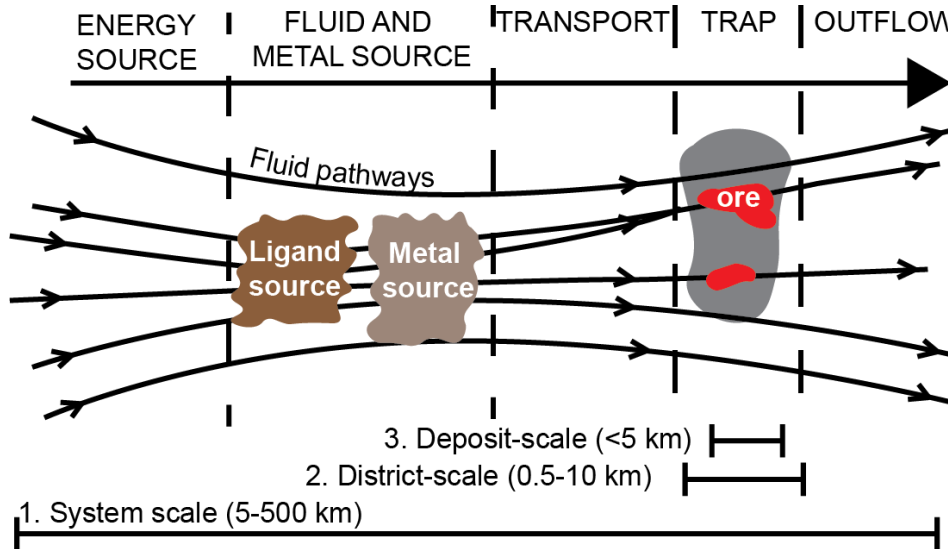 ENERGY
SOURCE
FLUID AND
METAL SOURCE
TRANSPORT
TRAP
OUTFLOW
Fluid pathways
Ligand
source
Metal
source
ore
3. Deposit-scale (<5 km)
2. District-scale (0.5-10 km)
1. System scale (5-500 km)